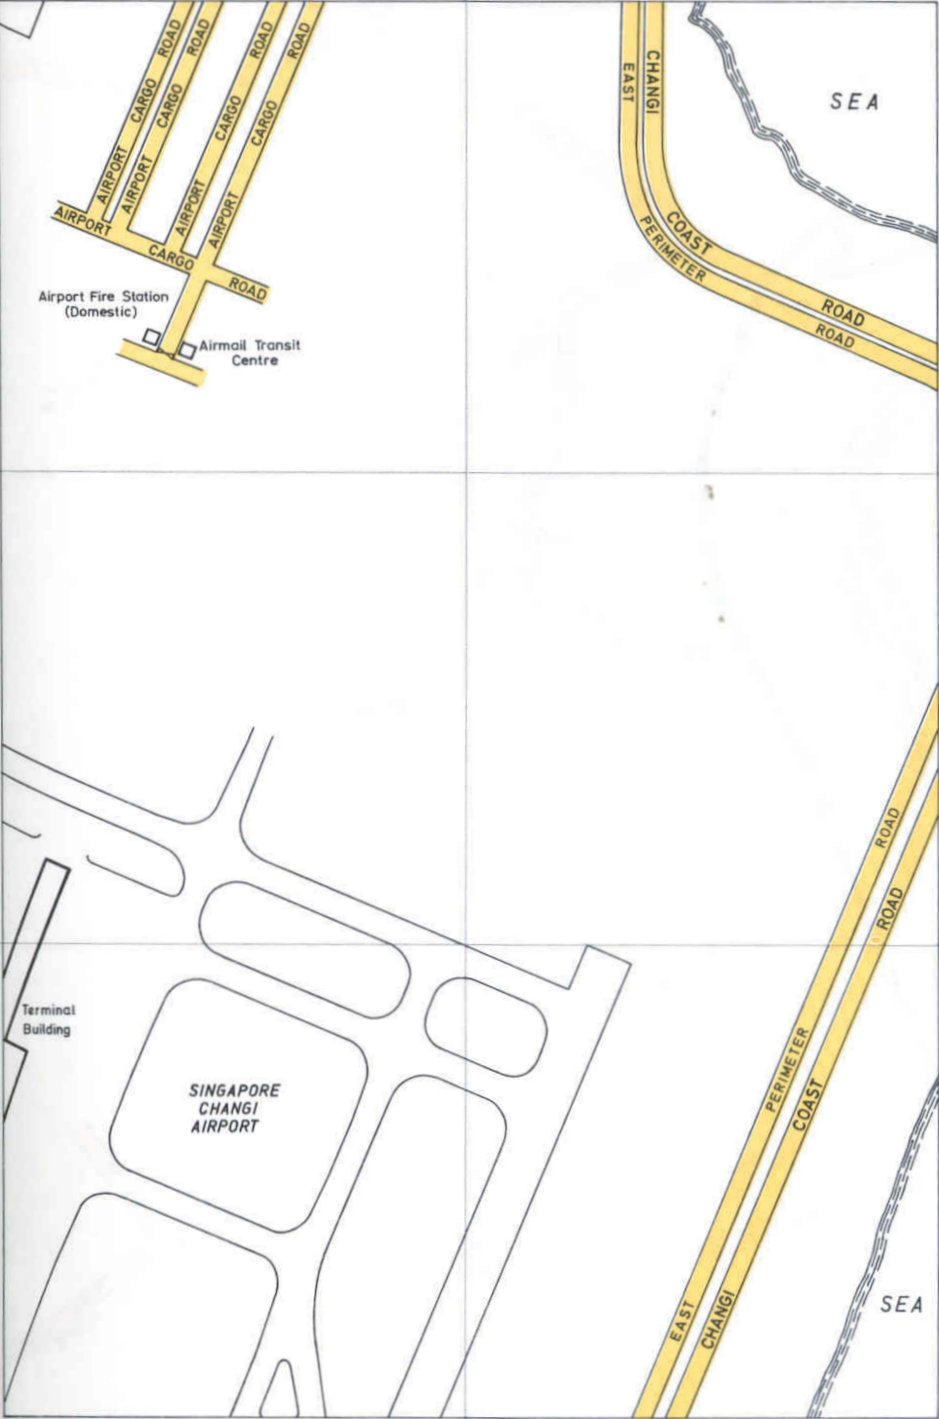 AIRPORT CARGO ROAD
AIRPORT CARGO ROAD
AIRPORT CARGO ROAD
AIRPORT CARGO ROAD
AIRPORT CARGO ROAD
Airport Fire Station
(Domestic)
Airmail Transit
Centre
EAST PERIMETER ROAD
CHANGI COAST ROAD
SEA
Terminal
Building
SINGAPORE
CHANGI
AIRPORT
EAST PERIMETER ROAD
CHANGI COAST ROAD
SEA